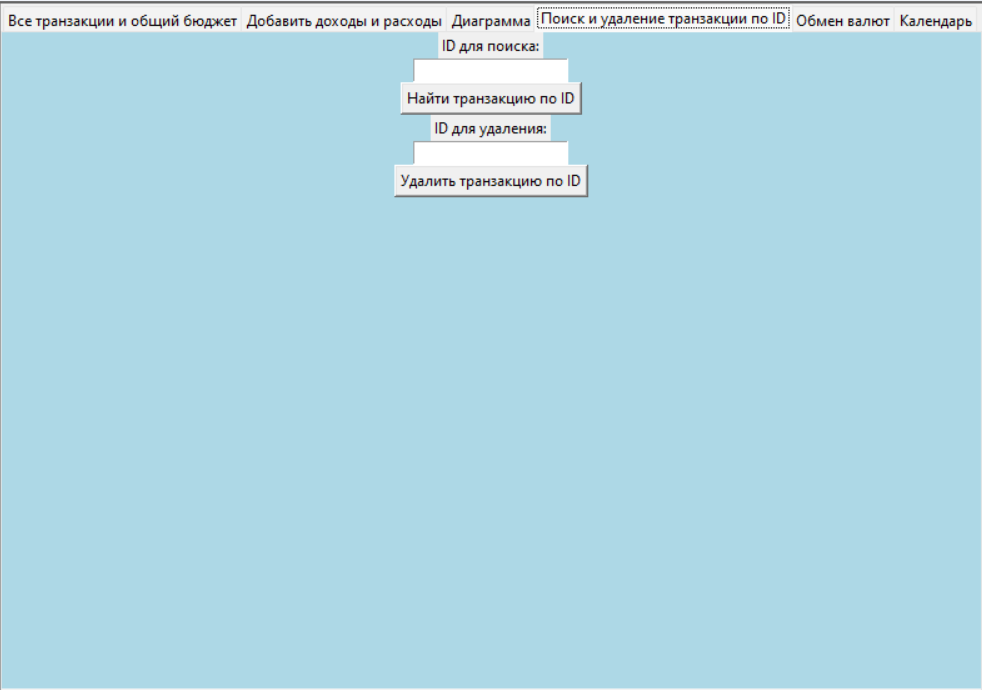 Все транзакции и общий бюджет Добавить доходы и расходы Диаграмма Поиск и удаление транзакции по ID Обмен валют Календарь
ID для поиска:
Найти транзакцию по ID
ID для удаления:
Удалить транзакцию по ID